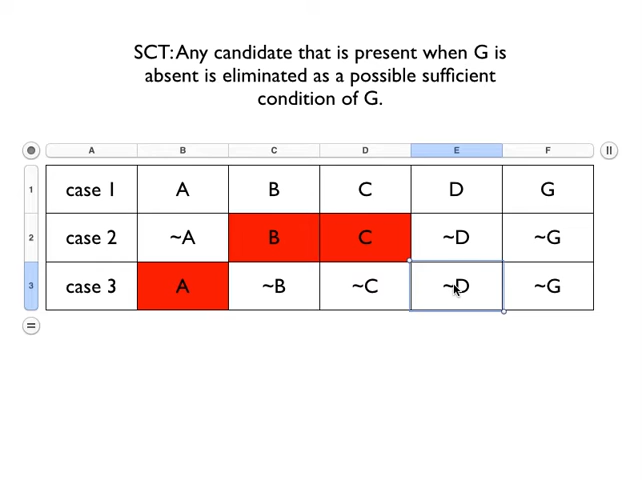 SCT: Any candidate that is present when G is
absent is eliminated as a possible sufficient
condition of G.
A B C D E F
1 case 1 A B C D G
2 case 2 ~A B C ~D ~G
3 case 3 A ~B ~C ~D ~G